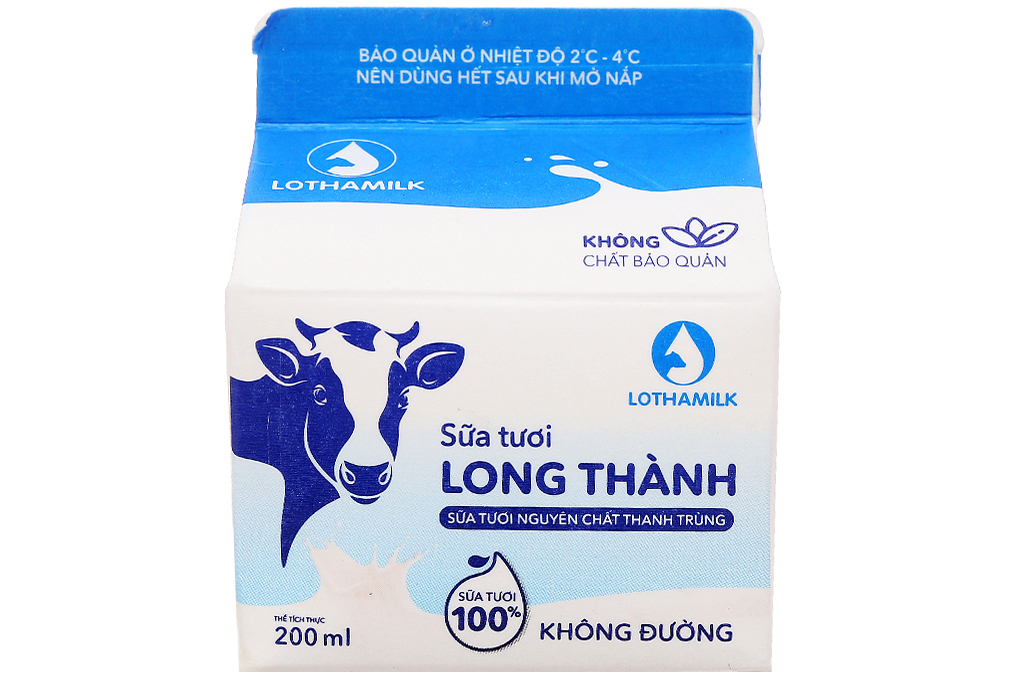 BẢO QUẢN Ở NHIỆT ĐỘ 2°C - 4°C
NÊN DÙNG HẾT SAU KHI MỞ NẮP
LOTHAMILK
KHÔNG
CHẤT BẢO QUẢN
LOTHAMILK
Sữa tươi
LONG THÀNH
SỮA TƯƠI NGUYÊN CHẤT THANH TRÙNG
SỮA TƯƠI
100%
THỂ TÍCH THỰC
200 ml
KHÔNG ĐƯỜNG